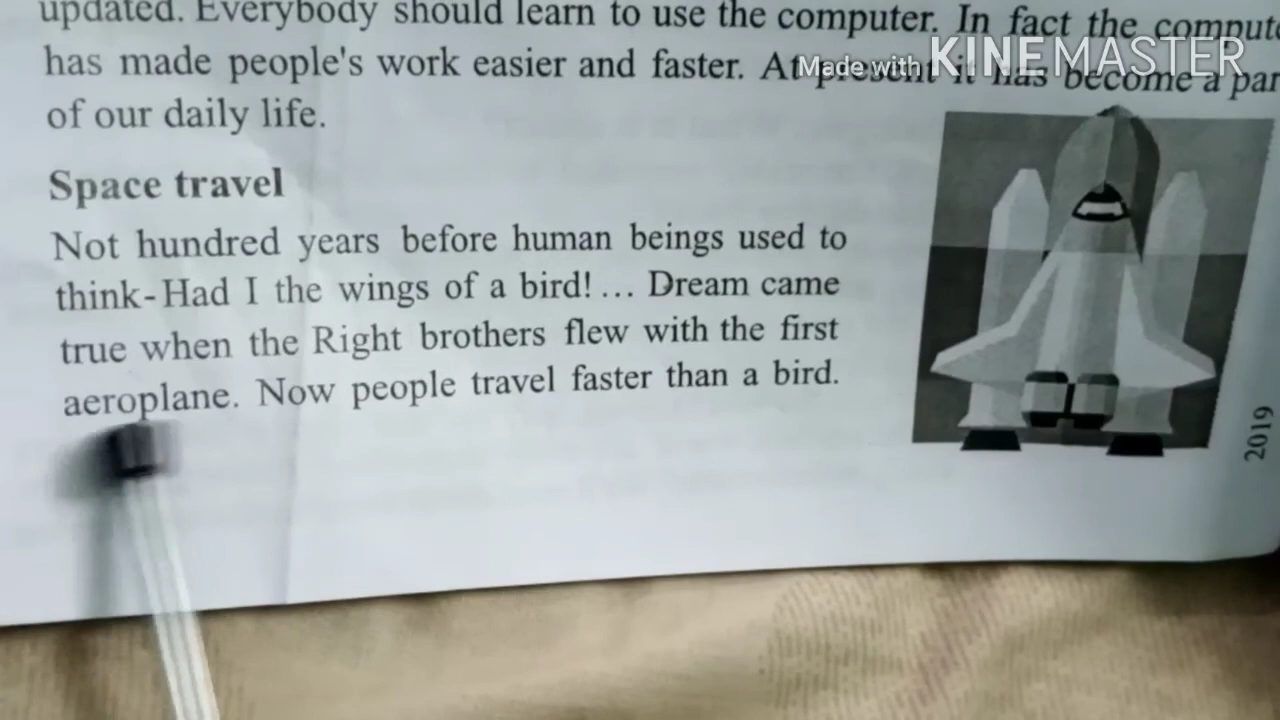 updated. Everybody should learn to use the computer. In fact the compute
has made people's work easier and faster. At present it has become a par
of our daily life.
Made with KINEMASTER
Space travel
Not hundred years before human beings used to
think-Had I the wings of a bird! ... Dream came
true when the Right brothers flew with the first
aeroplane. Now people travel faster than a bird.
2019